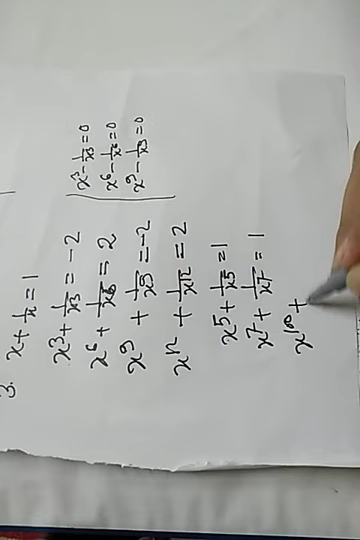 3. x + 1/x = 1
x³ + 1/x³ = -2
x⁶ + 1/x⁶ = 2
x⁹ + 1/x⁹ = -2
x¹² + 1/x¹² = 2
x⁵ + 1/x⁵ = 1
x⁷ + 1/x⁷ = 1
x¹⁰ +
x³ - 1/x³ = 0
x⁶ - 1/x⁶ = 0
x⁹ - 1/x⁹ = 0